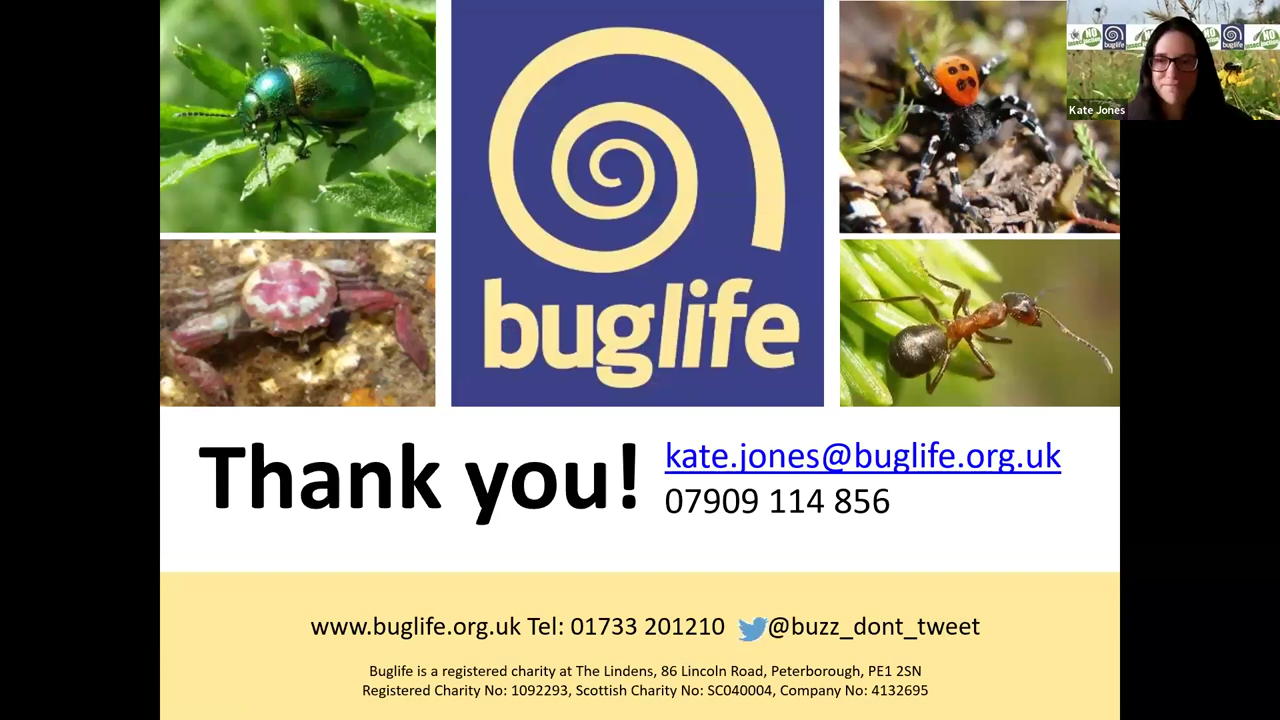 buglife
Kate Jones
Thank you!
kate.jones@buglife.org.uk
07909 114 856
www.buglife.org.uk Tel: 01733 201210 @buzz_dont_tweet
Buglife is a registered charity at The Lindens, 86 Lincoln Road, Peterborough, PE1 2SN
Registered Charity No: 1092293, Scottish Charity No: SC040004, Company No: 4132695